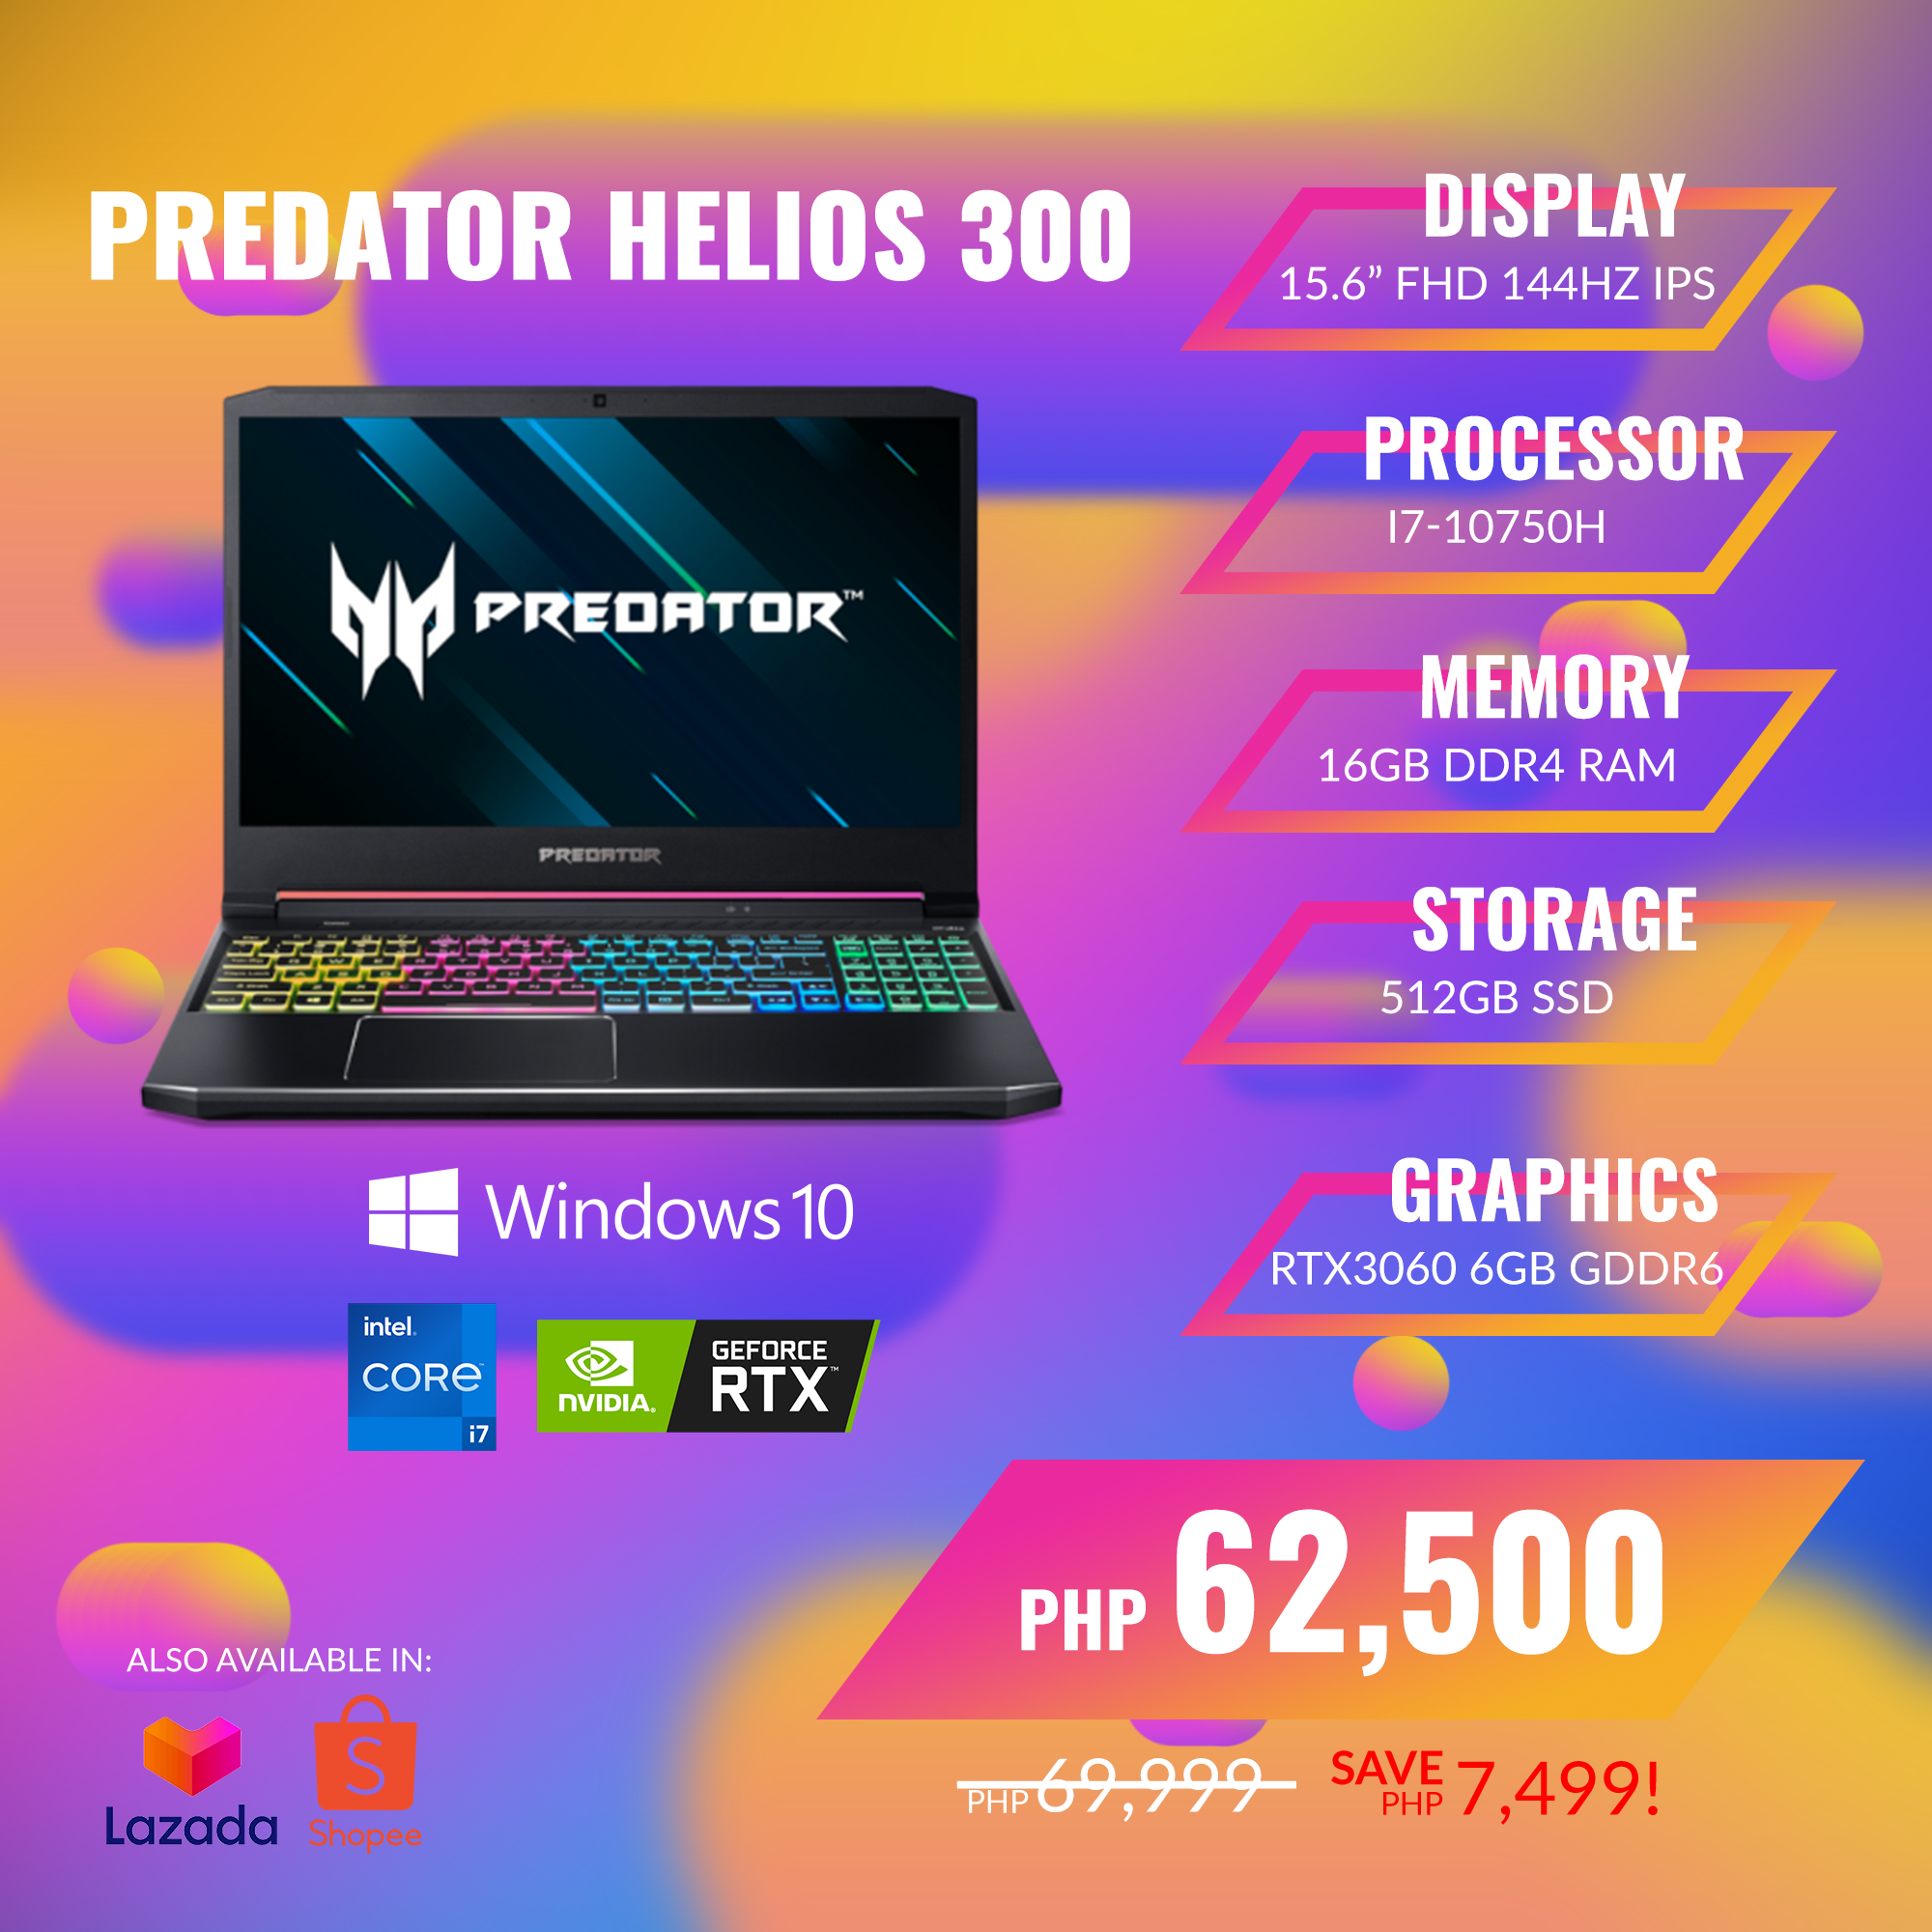 PREDATOR HELIOS 300
PREDATOR™
PREDATOR
Windows 10
intel.
CORE™
i7
NVIDIA.
GEFORCE
RTX™
DISPLAY
15.6” FHD 144HZ IPS
PROCESSOR
I7-10750H
MEMORY
16GB DDR4 RAM
STORAGE
512GB SSD
GRAPHICS
RTX3060 6GB GDDR6
PHP 62,500
PHP 69,999
SAVE PHP 7,499!
ALSO AVAILABLE IN:
Lazada
S
Shopee